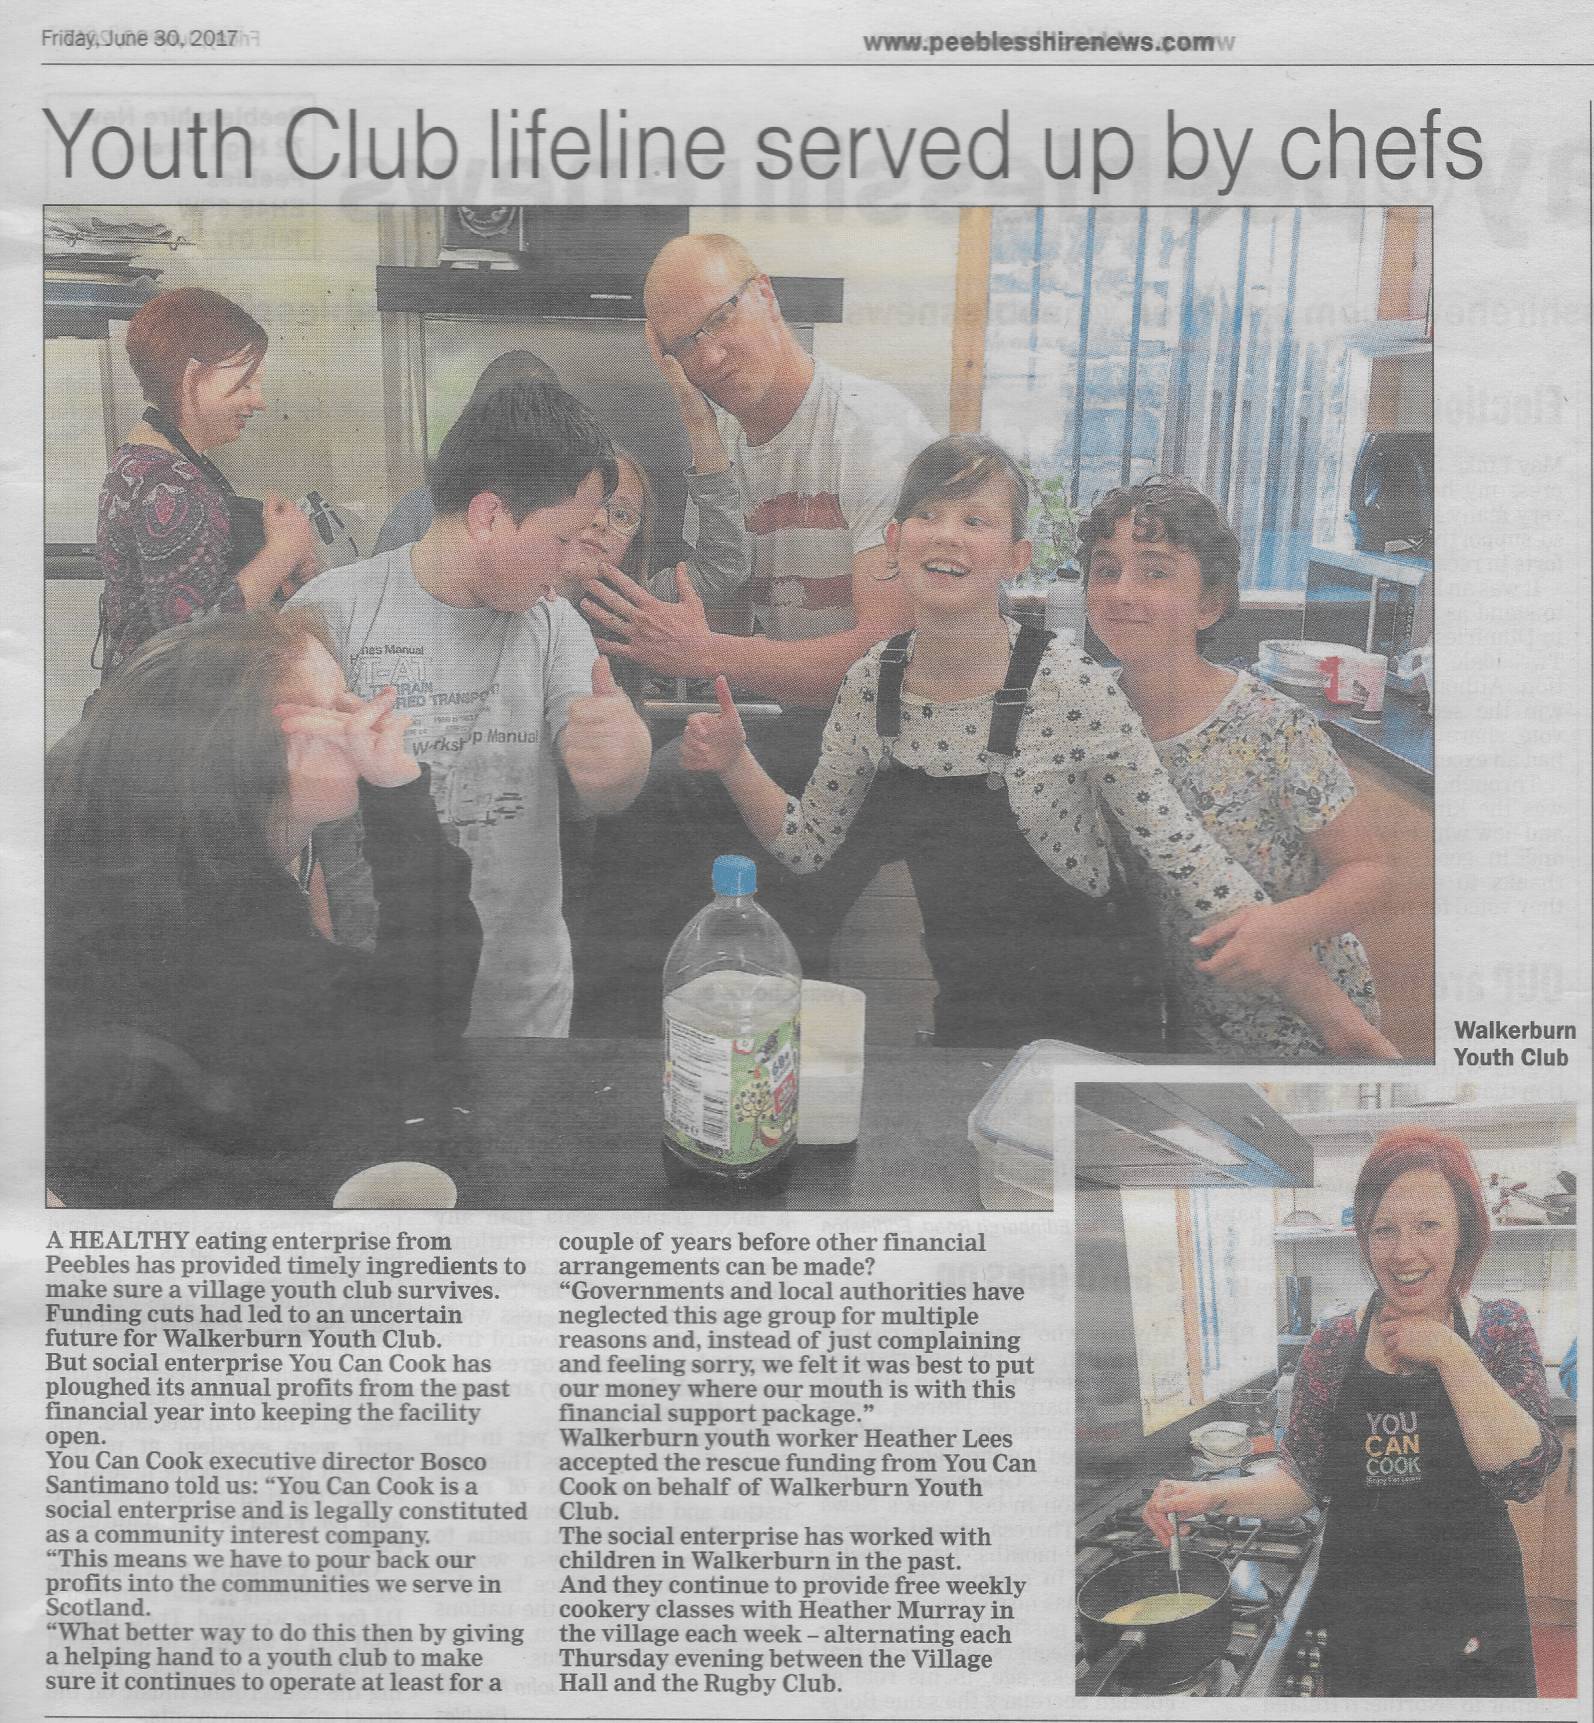 Friday, June 30, 2017
www.peeblesshirenews.com
Youth Club lifeline served up by chefs
Manual
TRANSP
Manual
Walkerburn
Youth Club
YOU
CAN
COOK
A HEALTHY eating enterprise from
Peebles has provided timely ingredients to
make sure a village youth club survives.
Funding cuts had led to an uncertain
future for Walkerburn Youth Club.
But social enterprise You Can Cook has
ploughed its annual profits from the past
financial year into keeping the facility
open.
You Can Cook executive director Bosco
Santimano told us: “You Can Cook is a
social enterprise and is legally constituted
as a community interest company.
“This means we have to pour back our
profits into the communities we serve in
Scotland.
“What better way to do this then by giving
a helping hand to a youth club to make
sure it continues to operate at least for a
couple of years before other financial
arrangements can be made?
“Governments and local authorities have
neglected this age group for multiple
reasons and, instead of just complaining
and feeling sorry, we felt it was best to put
our money where our mouth is with this
financial support package.”
Walkerburn youth worker Heather Lees
accepted the rescue funding from You Can
Cook on behalf of Walkerburn Youth
Club.
The social enterprise has worked with
children in Walkerburn in the past.
And they continue to provide free weekly
cookery classes with Heather Murray in
the village each week – alternating each
Thursday evening between the Village
Hall and the Rugby Club.